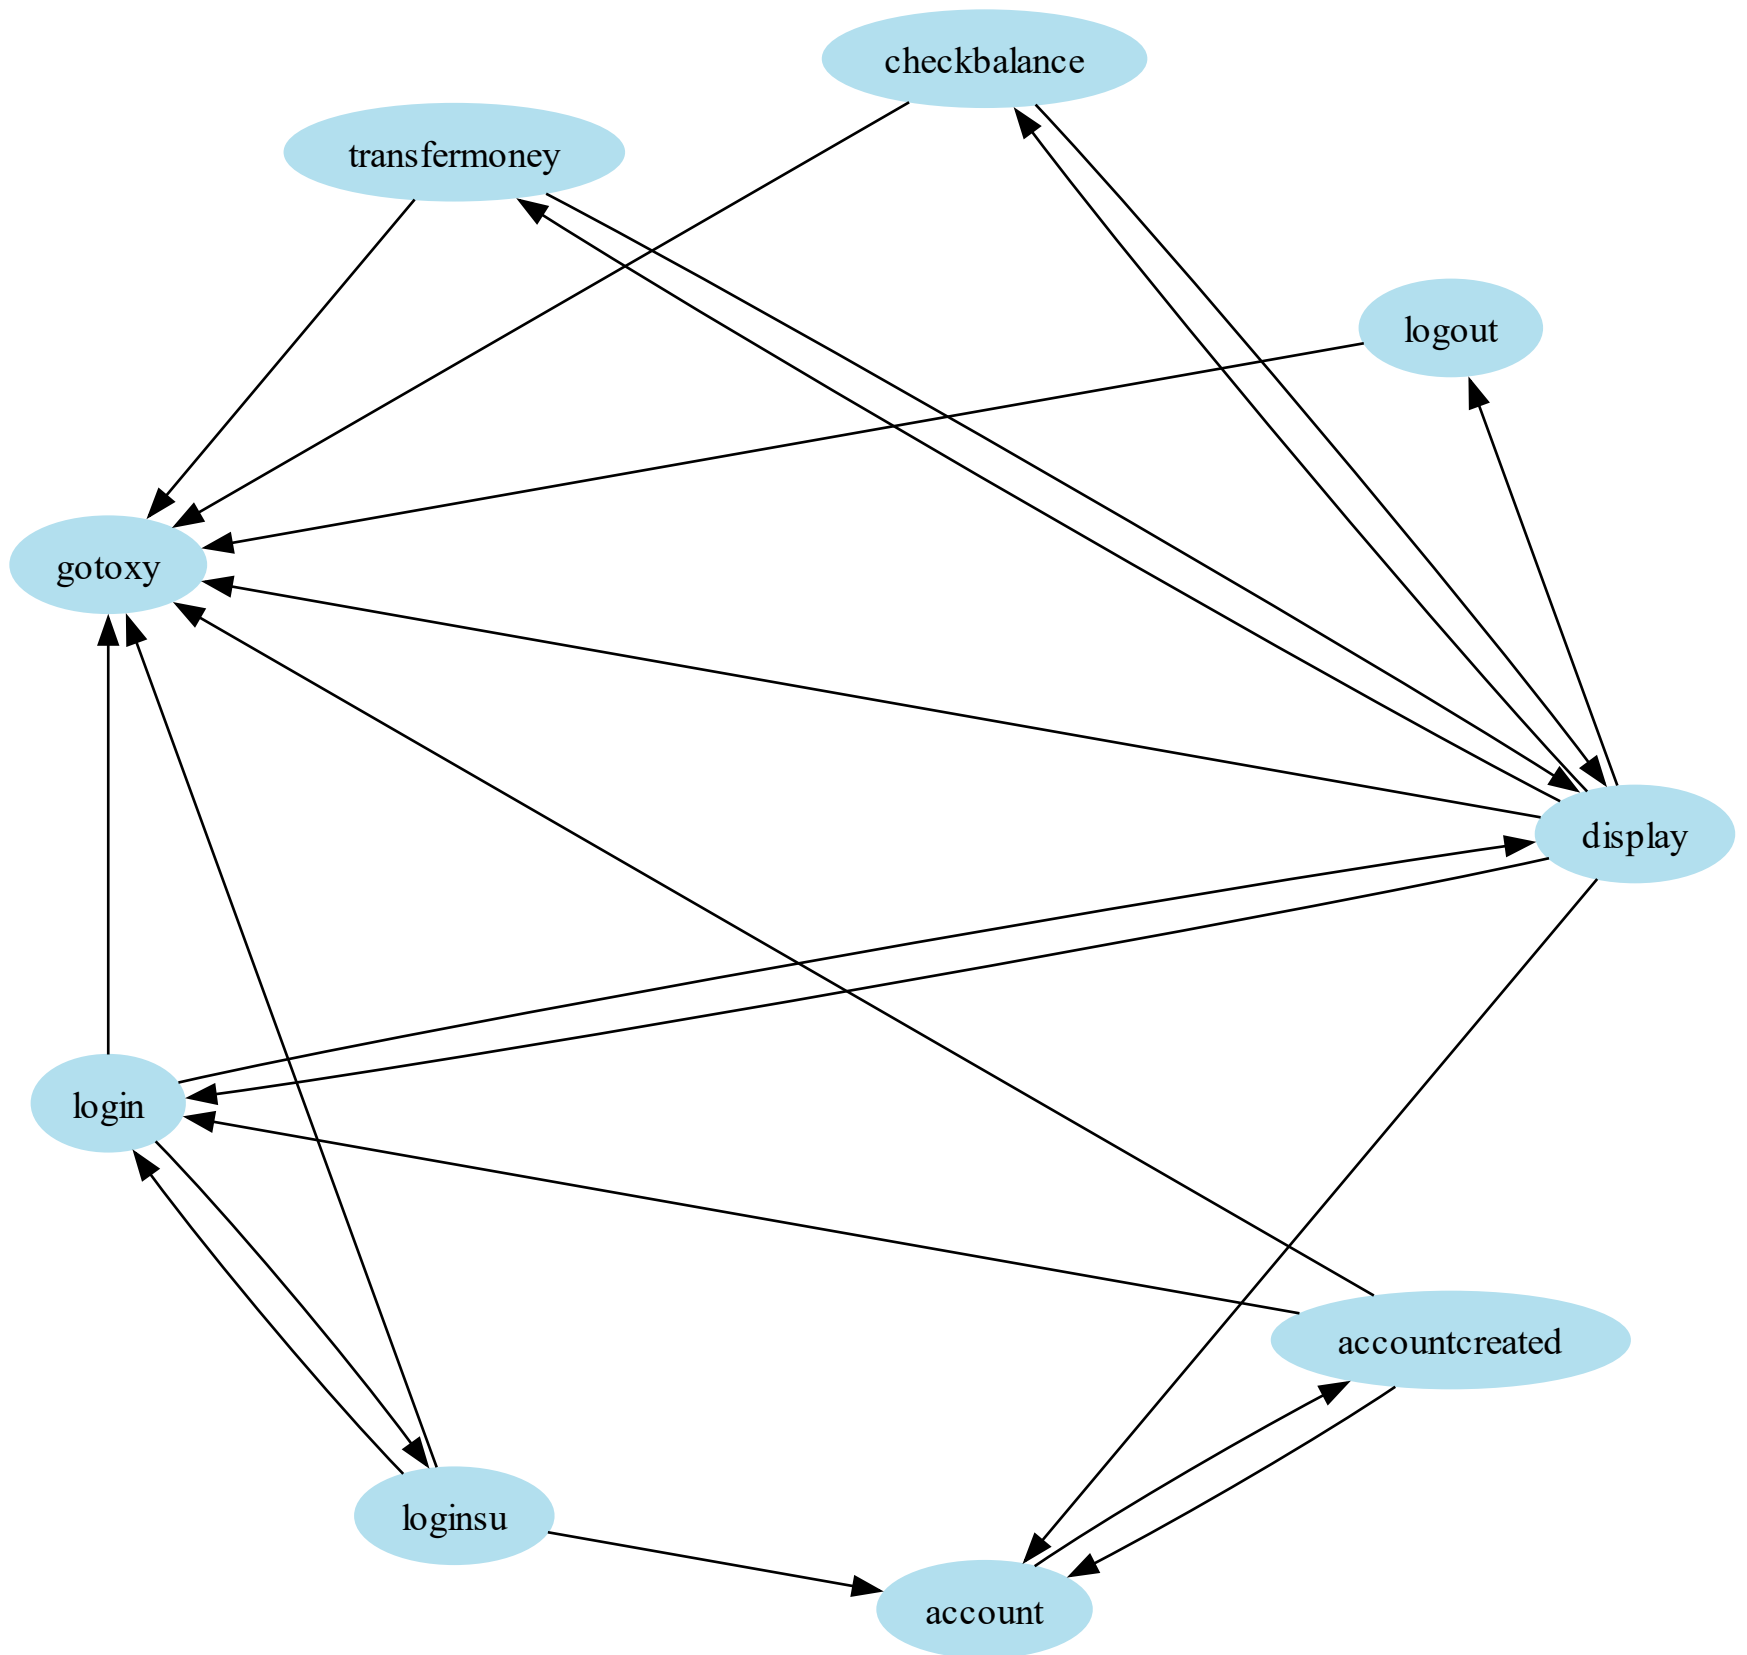 checkbalance
transfermoney
logout
gotoxy
display
login
accountcreated
loginsu
account